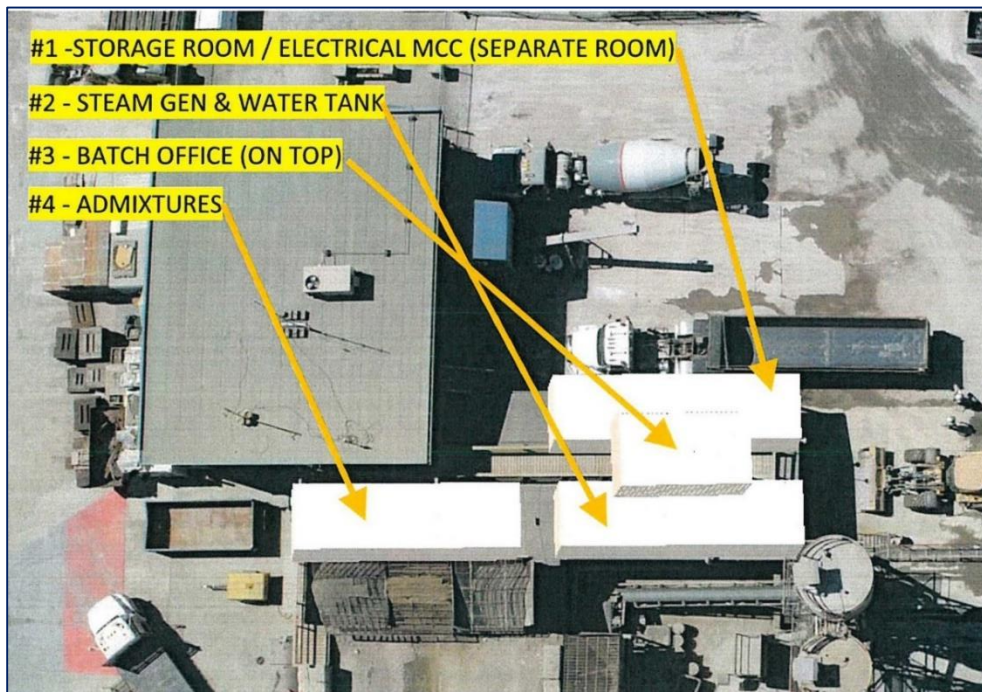 #1 -STORAGE ROOM / ELECTRICAL MCC (SEPARATE ROOM)
#2 - STEAM GEN & WATER TANK
#3 - BATCH OFFICE (ON TOP)
#4 - ADMIXTURES